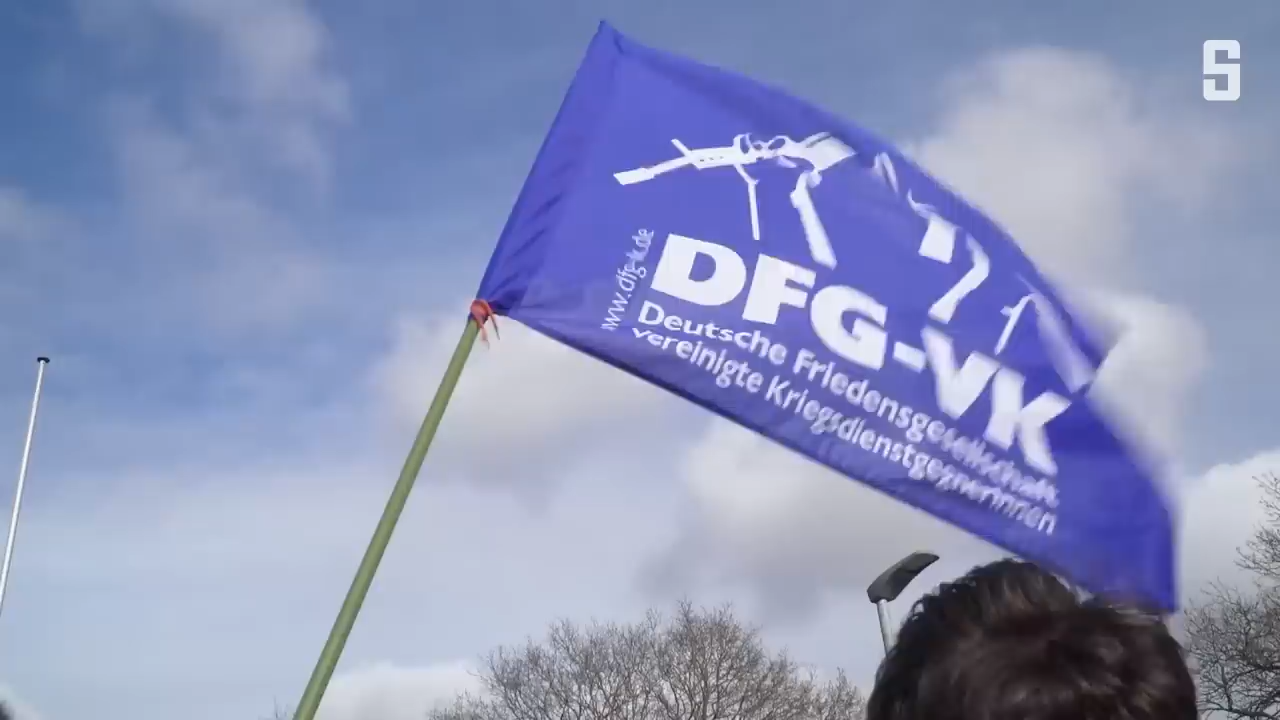 S
www.dfg-vk.de
DFG-VK
Deutsche Friedensgesellschaft
vereinigte KriegsdienstgegnerInnen